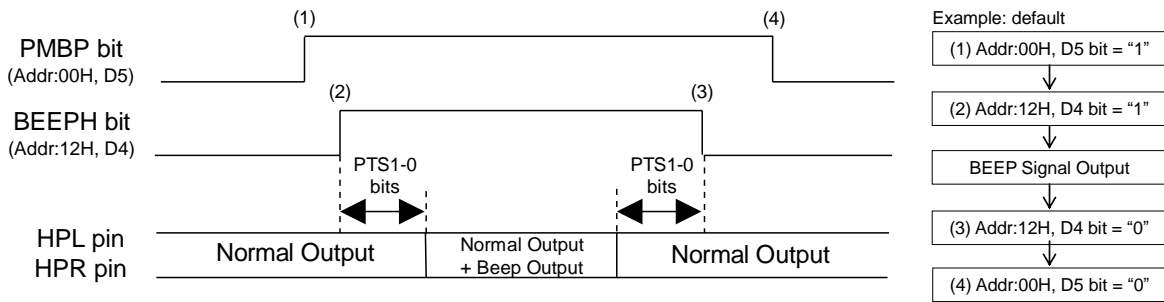 (1)
(4)
PMBP bit
(Addr:00H, D5)
(2)
(3)
BEEPH bit
(Addr:12H, D4)
PTS1-0
bits
PTS1-0
bits
HPL pin
HPR pin
Normal Output
Normal Output
+ Beep Output
Normal Output
Example: default
(1) Addr:00H, D5 bit = “1”
(2) Addr:12H, D4 bit = “1”
BEEP Signal Output
(3) Addr:12H, D4 bit = “0”
(4) Addr:00H, D5 bit = “0”